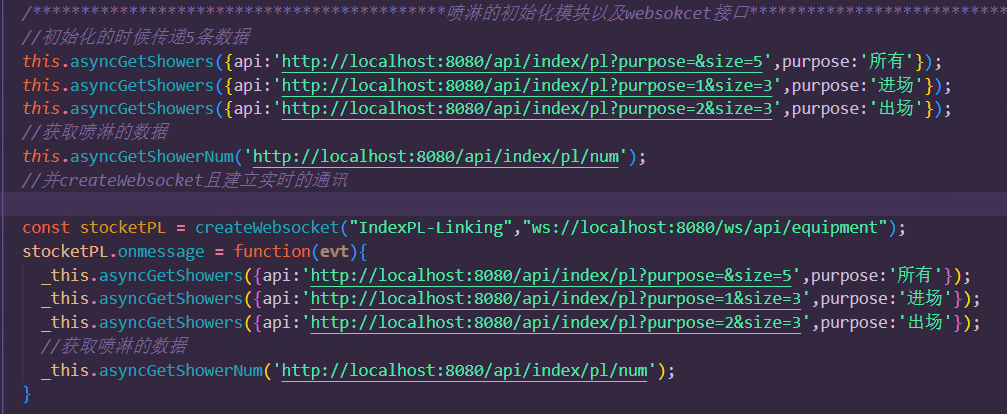 /********************************************喷淋的初始化模块以及websokcet接口****************************
//初始化的时候传递5条数据
this.asyncGetShowers({api:'http://localhost:8080/api/index/pl?purpose=&size=5',purpose:'所有'});
this.asyncGetShowers({api:'http://localhost:8080/api/index/pl?purpose=1&size=3',purpose:'进场'});
this.asyncGetShowers({api:'http://localhost:8080/api/index/pl?purpose=2&size=3',purpose:'出场'});
//获取喷淋的数据
this.asyncGetShowerNum('http://localhost:8080/api/index/pl/num');
//并createWebsocket且建立实时的通讯
const stocketPL = createWebsocket("IndexPL-Linking","ws://localhost:8080/ws/api/equipment");
stocketPL.onmessage = function(evt){
_this.asyncGetShowers({api:'http://localhost:8080/api/index/pl?purpose=&size=5',purpose:'所有'});
_this.asyncGetShowers({api:'http://localhost:8080/api/index/pl?purpose=1&size=3',purpose:'进场'});
_this.asyncGetShowers({api:'http://localhost:8080/api/index/pl?purpose=2&size=3',purpose:'出场'});
//获取喷淋的数据
_this.asyncGetShowerNum('http://localhost:8080/api/index/pl/num');
}